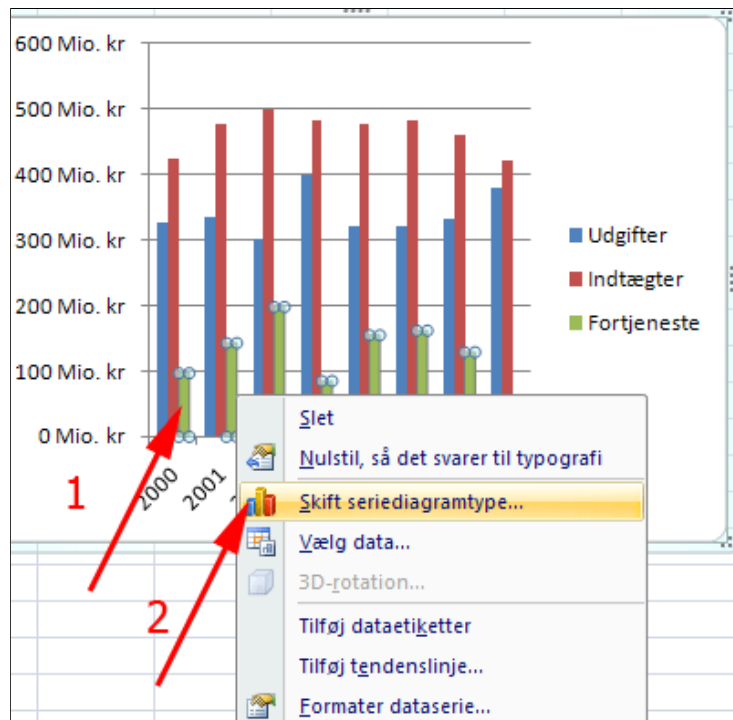 600 Mio. kr
500 Mio. kr
400 Mio. kr
300 Mio. kr
200 Mio. kr
100 Mio. kr
0 Mio. kr
2000
2001
Udgifter
Indtægter
Fortjeneste
1
2
Slet
Nulstil, så det svarer til typografi
Skift seriediagramtype...
Vælg data...
3D-rotation...
Tilføj dataetiketter
Tilføj tendenslinje...
Formater dataserie...